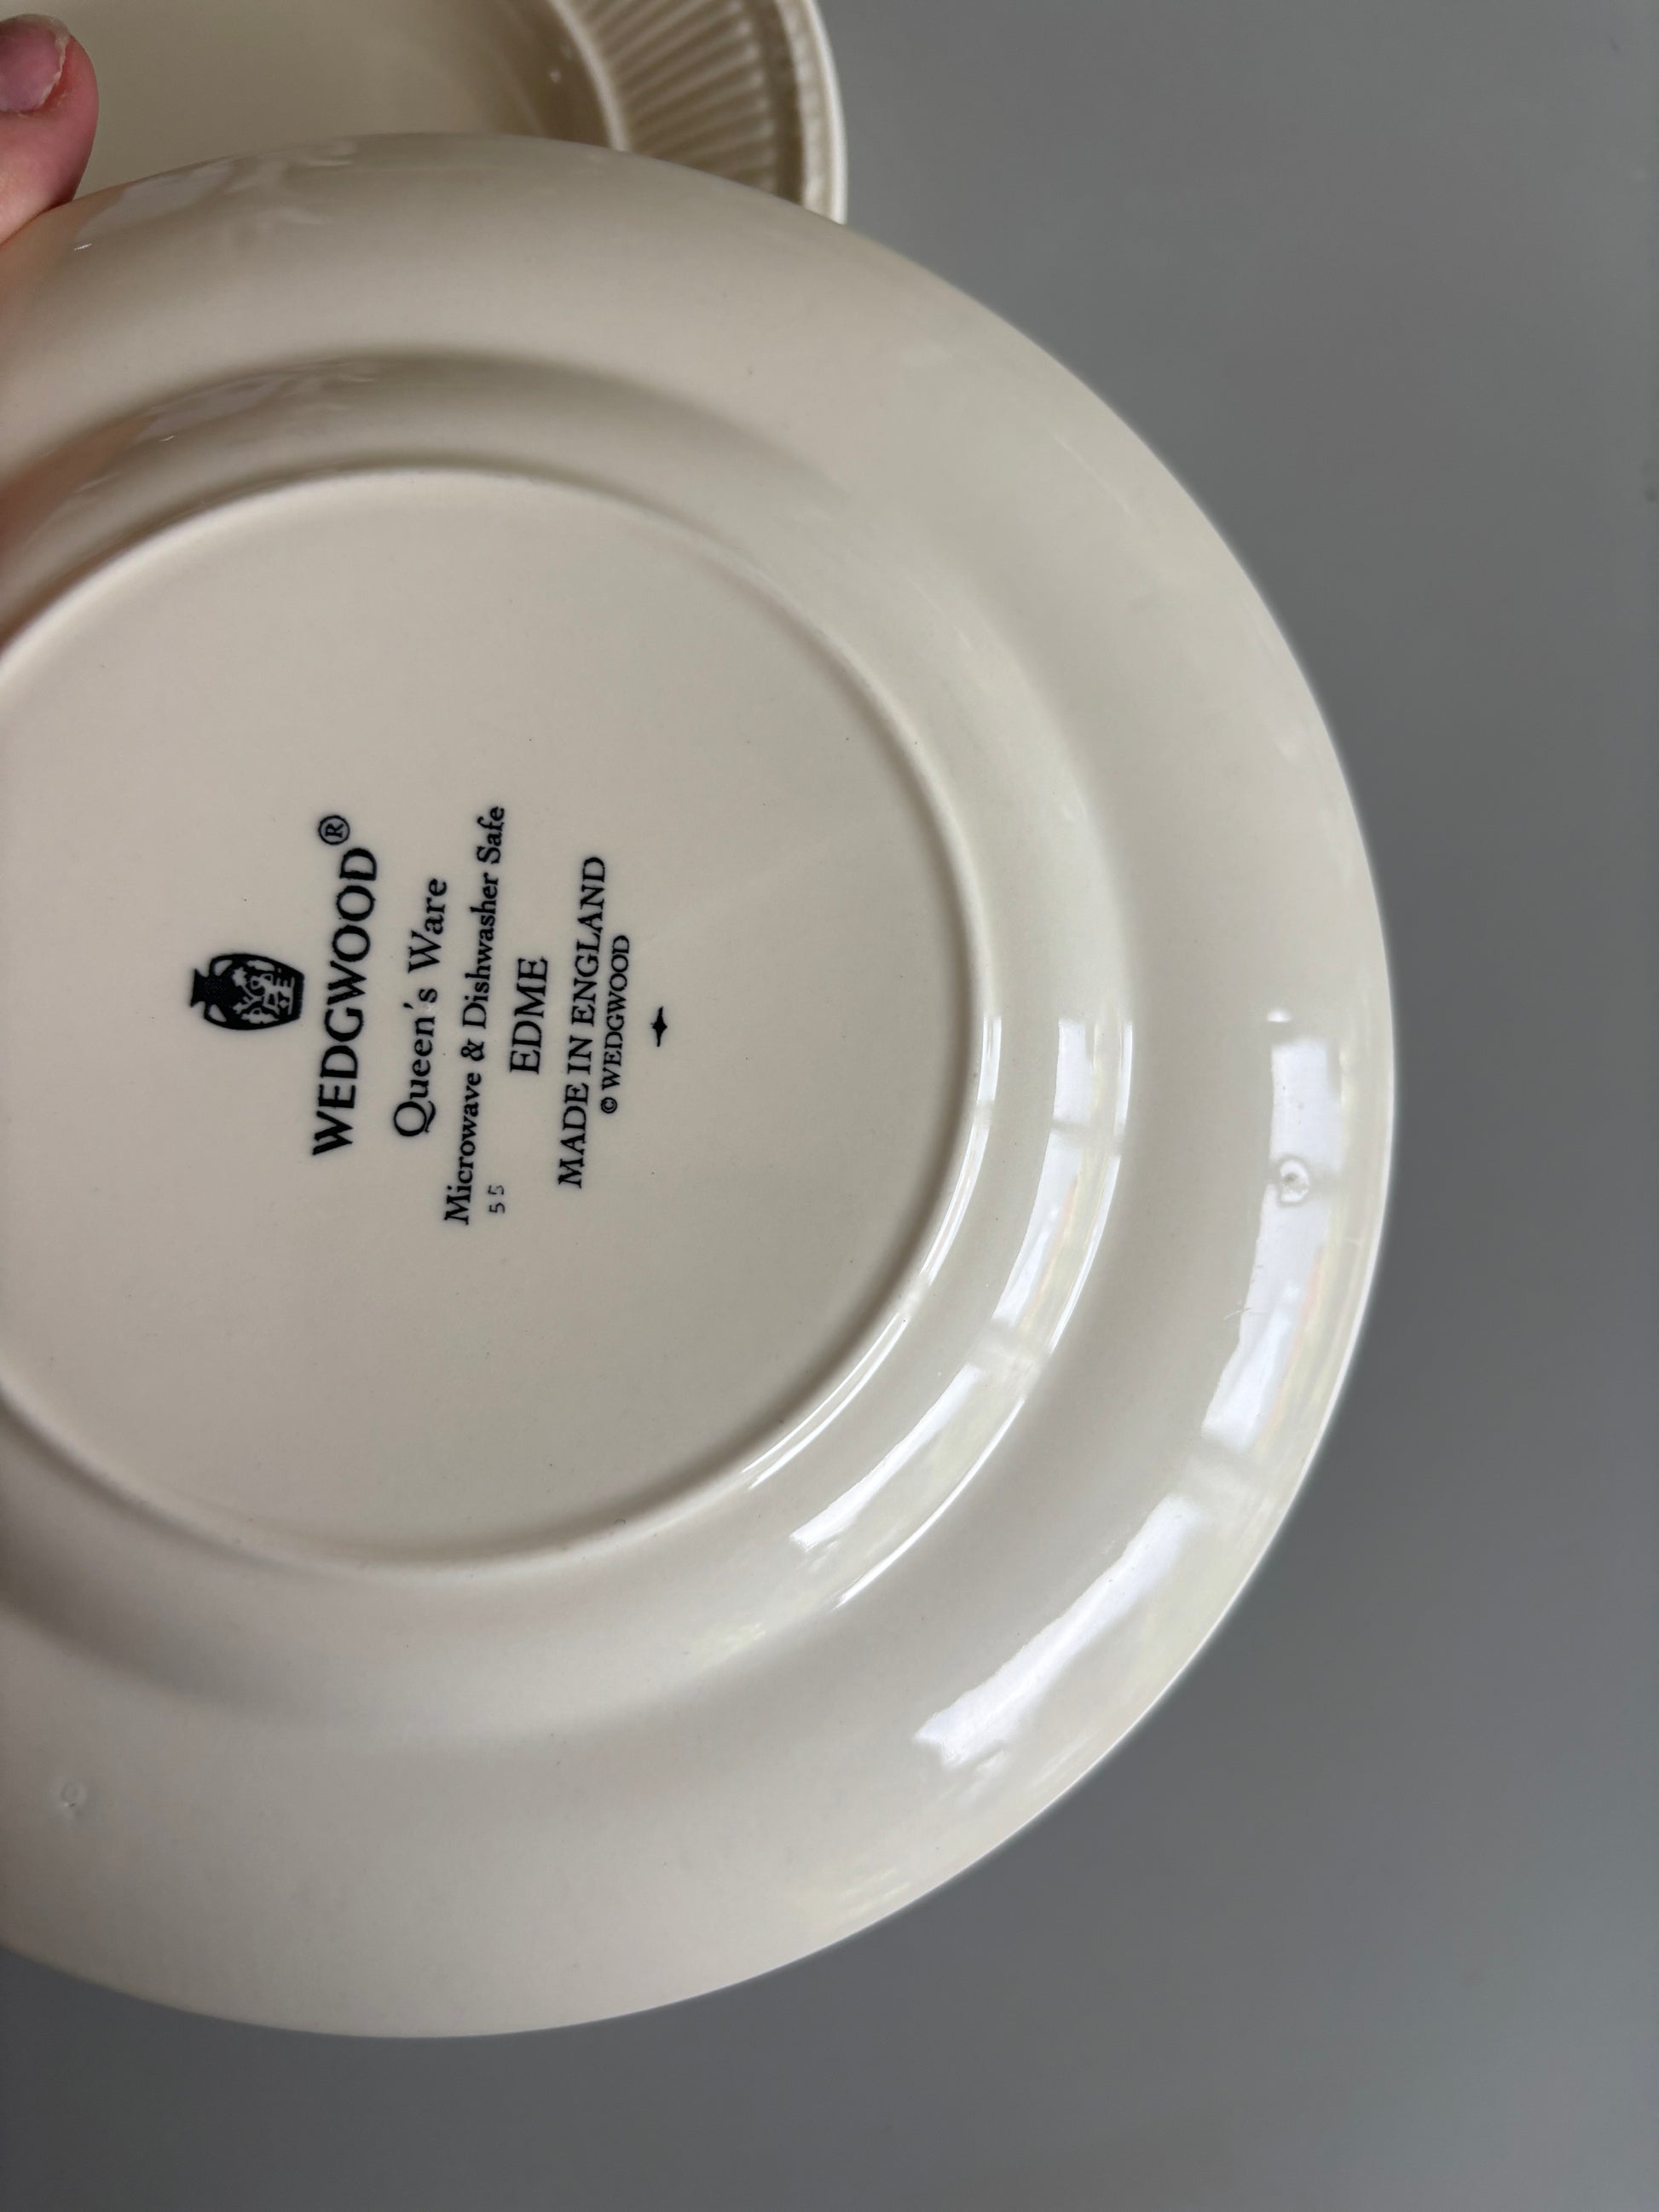 WEDGWOOD®
Queen's Ware
Microwave & Dishwasher Safe
55
EDME
MADE IN ENGLAND
© WEDGWOOD